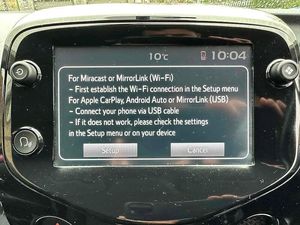 10°C 10:04
For Miracast or MirrorLink (Wi-Fi)
– First establish the Wi-Fi connection in the Setup menu
For Apple CarPlay, Android Auto or MirrorLink (USB)
– Connect your phone via USB cable
– If it does not work, please check the settings
in the Setup menu or on your device
Setup Cancel